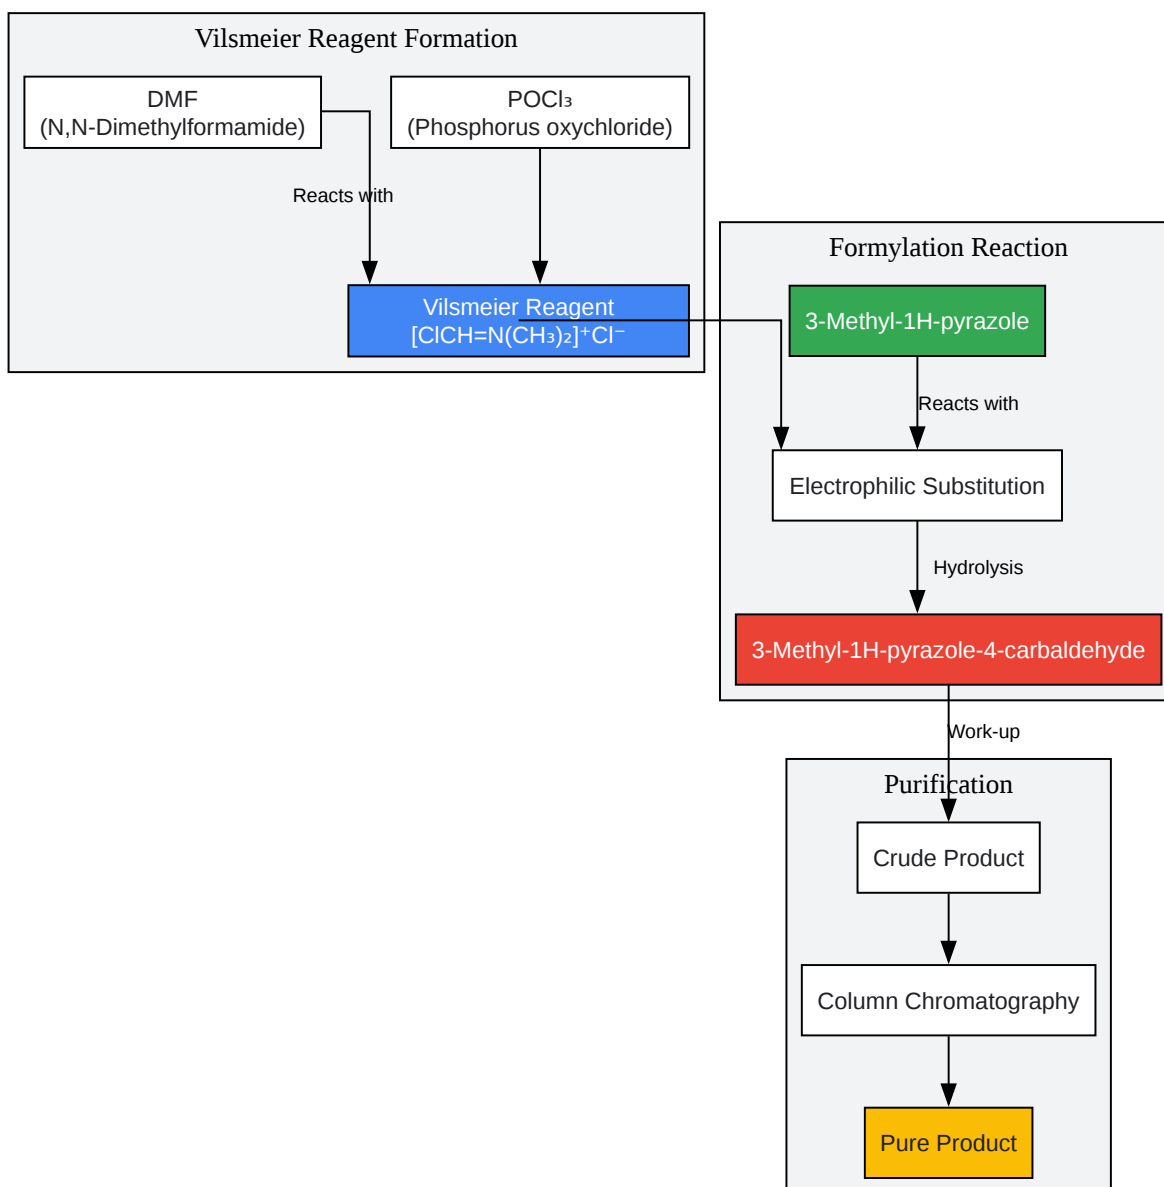 Vilsmeier Reagent Formation
DMF
(N,N-Dimethylformamide)
POCl₃
(Phosphorus oxychloride)
Reacts with
Vilsmeier Reagent
[ClCH=N(CH₃)₂]⁺Cl⁻
Formylation Reaction
3-Methyl-1H-pyrazole
Reacts with
Electrophilic Substitution
Hydrolysis
3-Methyl-1H-pyrazole-4-carbaldehyde
Work-up
Purification
Crude Product
Column Chromatography
Pure Product